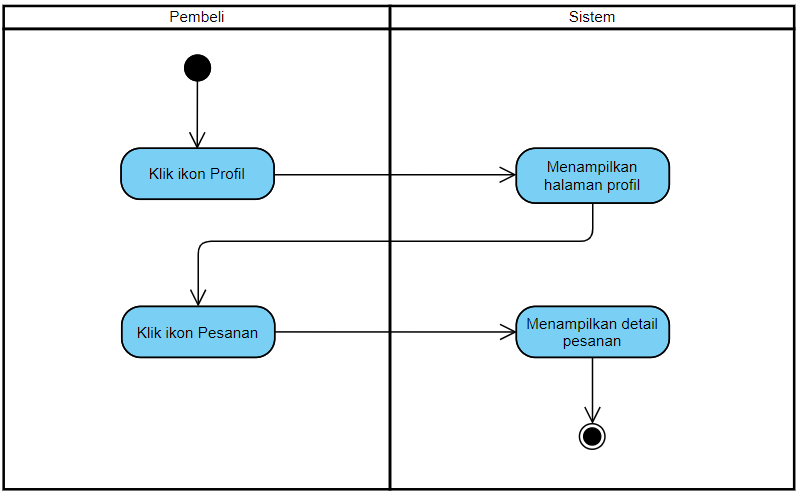 Pembeli
Sistem
Klik ikon Profil
Menampilkan
halaman profil
Klik ikon Pesanan
Menampilkan detail
pesanan